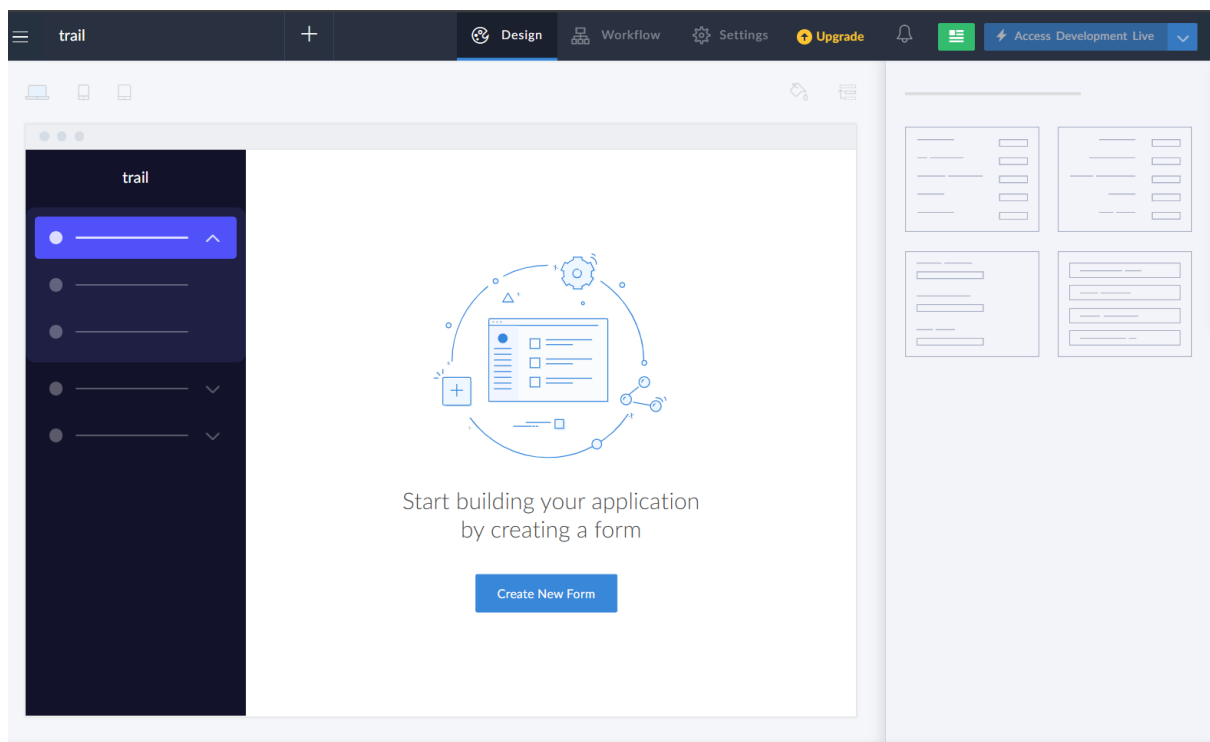 trail
Design
Workflow
Settings
Upgrade
Access Development Live
trail
Start building your application
by creating a form
Create New Form